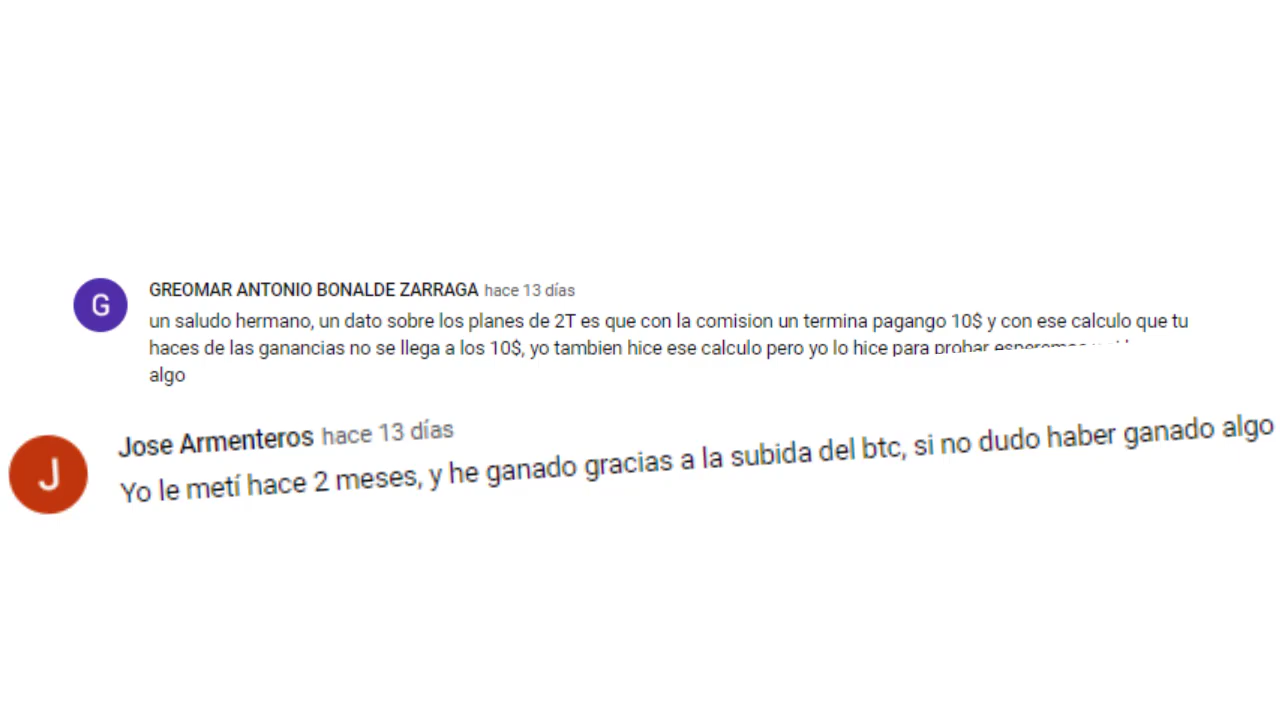 G
GREOMAR ANTONIO BONALDE ZARRAGA hace 13 días
un saludo hermano, un dato sobre los planes de 2T es que con la comision un termina pagango 10$ y con ese calculo que tu
haces de las ganancias no se llega a los 10$, yo tambien hice ese calculo pero yo lo hice para probar esperemos
algo
J
Jose Armenteros hace 13 días
Yo le metí hace 2 meses, y he ganado gracias a la subida del btc, si no dudo haber ganado algo